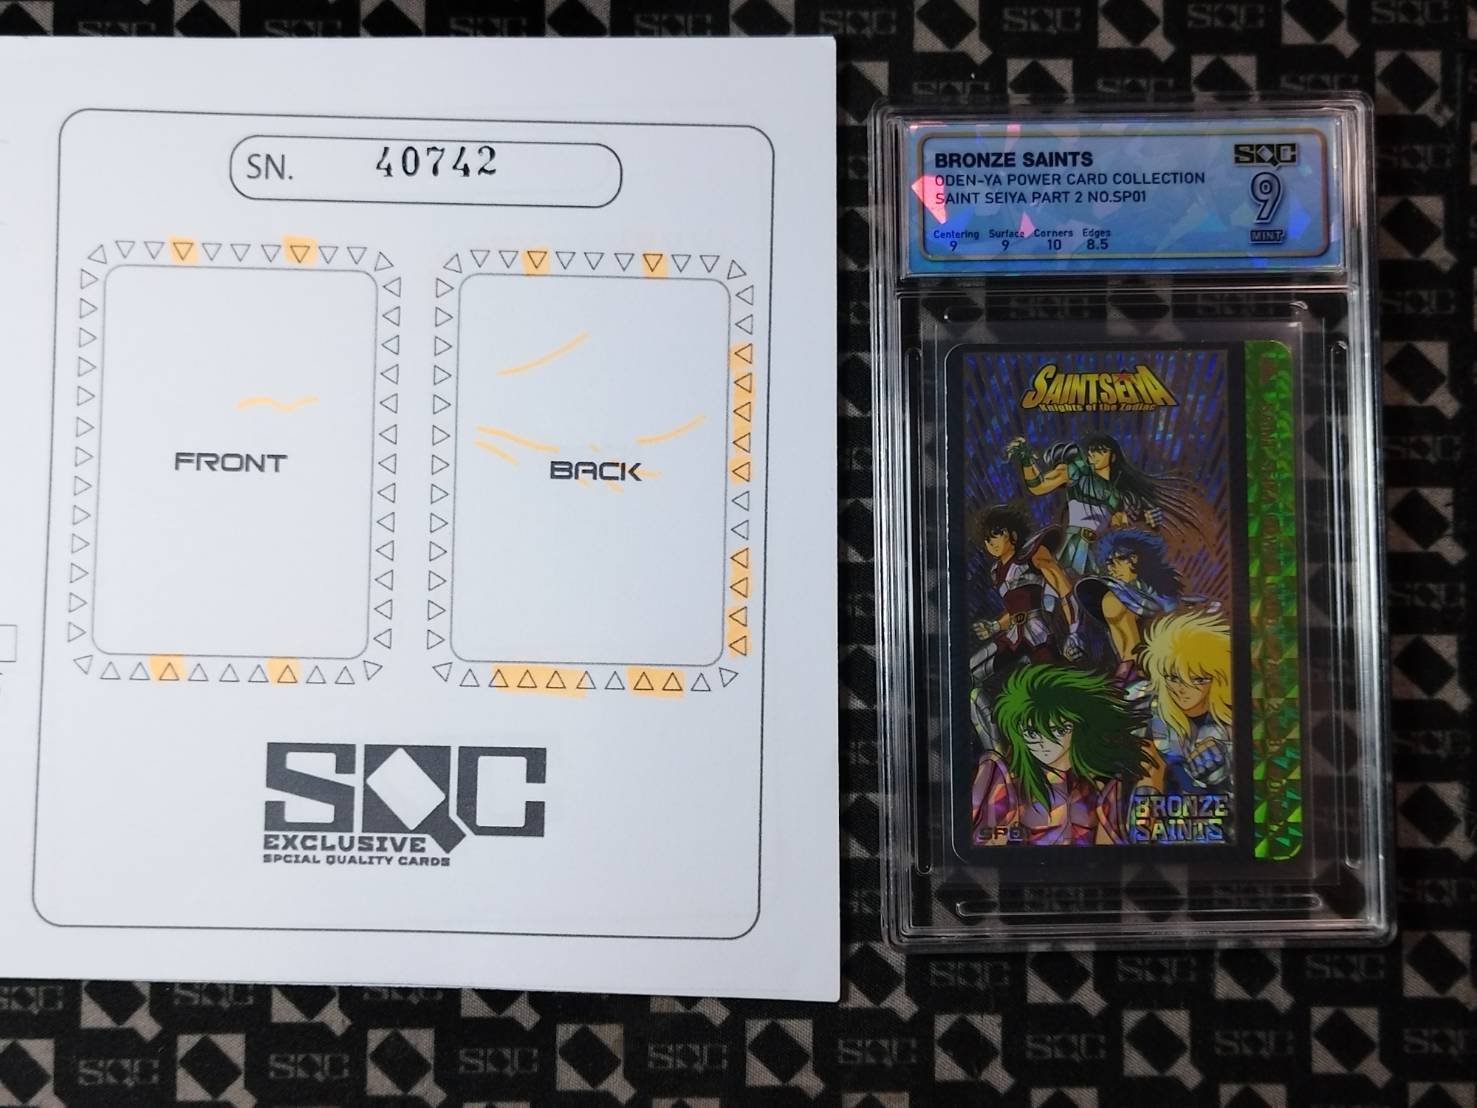 SN. 40742
FRONT
BACK
SQC
EXCLUSIVE
SPCIAL QUALITY CARDS
BRONZE SAINTS
ODEN-YA POWER CARD COLLECTION
SAINT SEIYA PART 2 NO.SP01
Centering Surface Corners Edges
9 9 10 8.5
SQC
9
MINT
SAINT SEIYA
Knights of the Zodiac
BRONZE
SAINTS